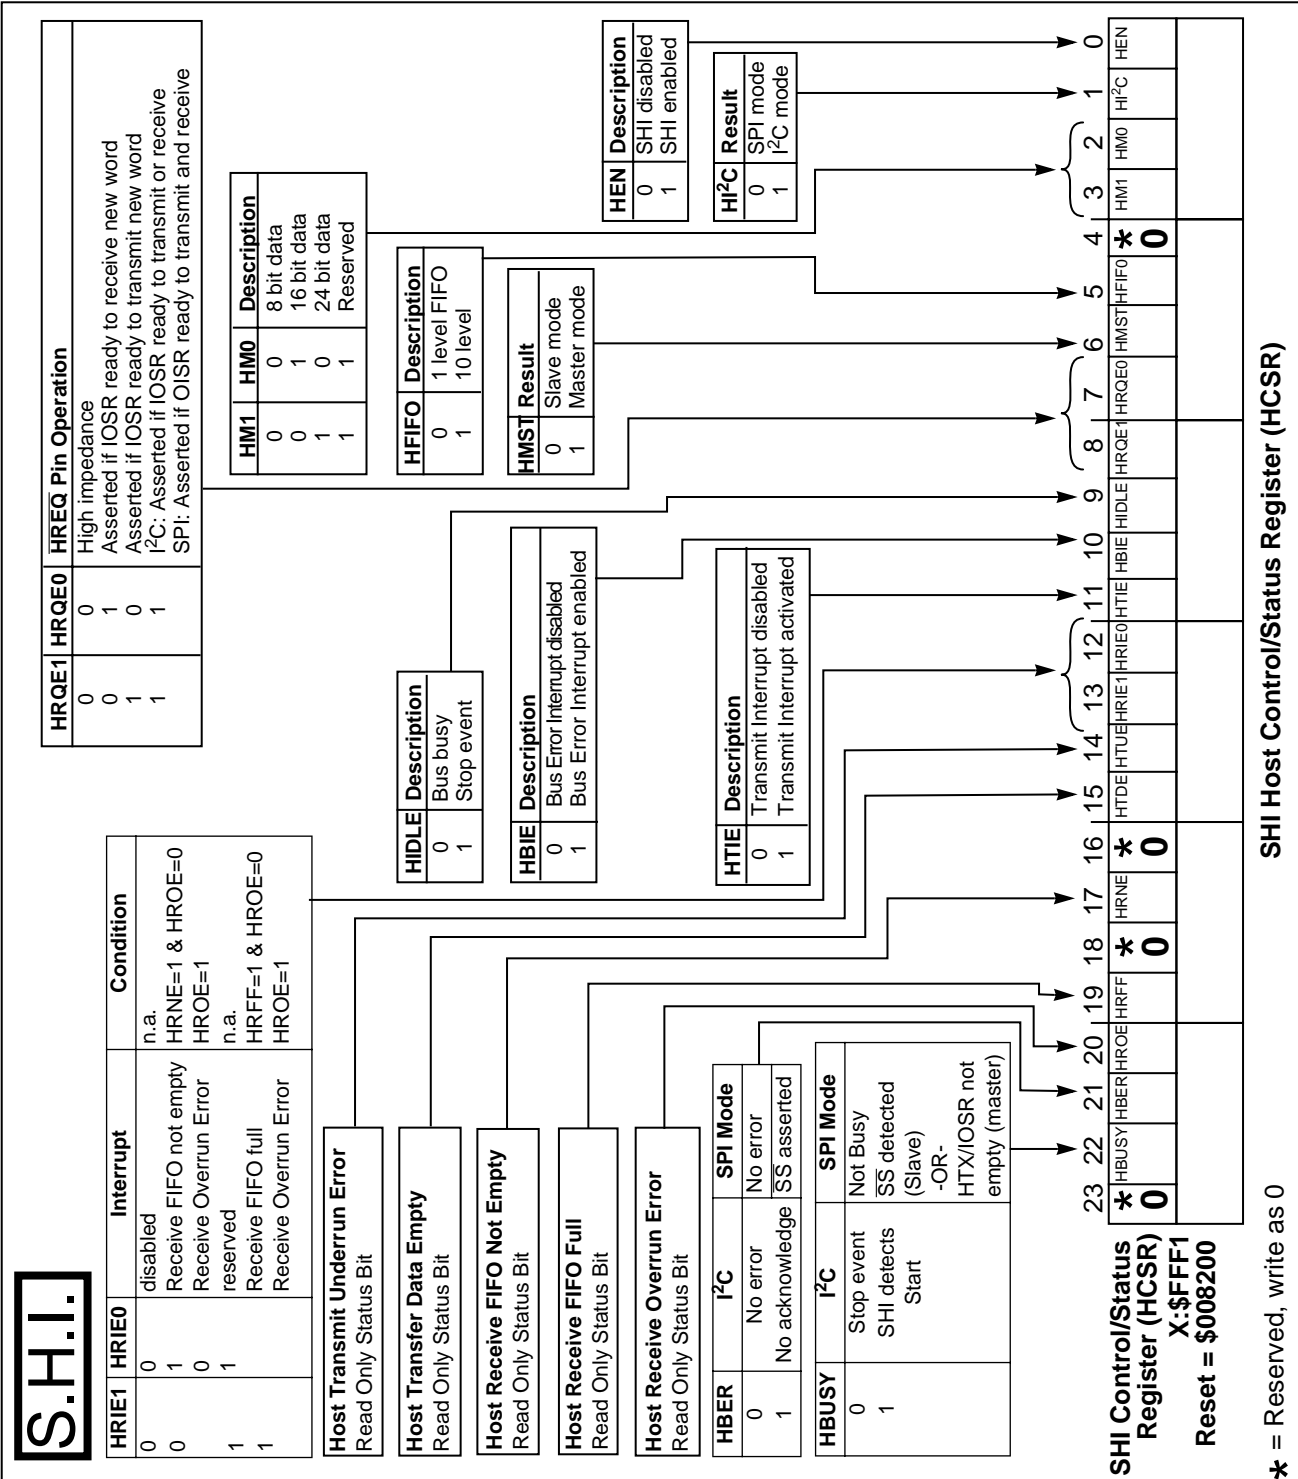 S.H.I.
HRIE1 HRIE0 Interrupt Condition
0 0 disabled n.a.
0 1 Receive FIFO not empty HRNE=1 & HROE=0
0 Receive Overrun Error HROE=1
1 1 reserved n.a.
1 Receive FIFO full HRFF=1 & HROE=0
Receive Overrun Error HROE=1
HRQE1 HRQE0 HREQ Pin Operation
0 0 High impedance
0 1 Asserted if IOSR ready to receive new word
1 0 Asserted if IOSR ready to transmit new word
1 1 I²C: Asserted if IOSR ready to transmit or receive
SPI: Asserted if OISR ready to transmit and receive
Host Transmit Underrun Error
Read Only Status Bit
Host Transfer Data Empty
Read Only Status Bit
Host Receive FIFO Not Empty
Read Only Status Bit
Host Receive FIFO Full
Read Only Status Bit
Host Receive Overrun Error
Read Only Status Bit
HBER I²C SPI Mode
0 No error No error
1 No acknowledge SS asserted
HBUSY I²C SPI Mode
0 Stop event Not Busy
1 SHI detects SS detected
Start (Slave)
-OR-
HTX/IOSR not
empty (master)
HIDLE Description
0 Bus busy
1 Stop event
HBIE Description
0 Bus Error Interrupt disabled
1 Bus Error Interrupt enabled
HTIE Description
0 Transmit Interrupt disabled
1 Transmit Interrupt activated
HM1 HM0 Description
0 0 8 bit data
0 1 16 bit data
1 0 24 bit data
1 1 Reserved
HFIFO Description
0 1 level FIFO
1 10 level
HMST Result
0 Slave mode
1 Master mode
HEN Description
0 SHI disabled
1 SHI enabled
HI²C Result
0 SPI mode
1 I²C mode
23 22 21 20 19 18 17 16 15 14 13 12 11 10 9 8 7 6 5 4 3 2 1 0
* HBUSY HBER HROE HRFF * HRNE * HTDE HTUE HRIE1 HRIE0 HTIE HBIE HIDLE HRQE1 HRQE0 HMST HFIF0 * HM1 HM0 HI²C HEN
0 0 0 0
SHI Control/Status
Register (HCSR)
X:$FFF1
Reset = $008200
SHI Host Control/Status Register (HCSR)
* = Reserved, write as 0